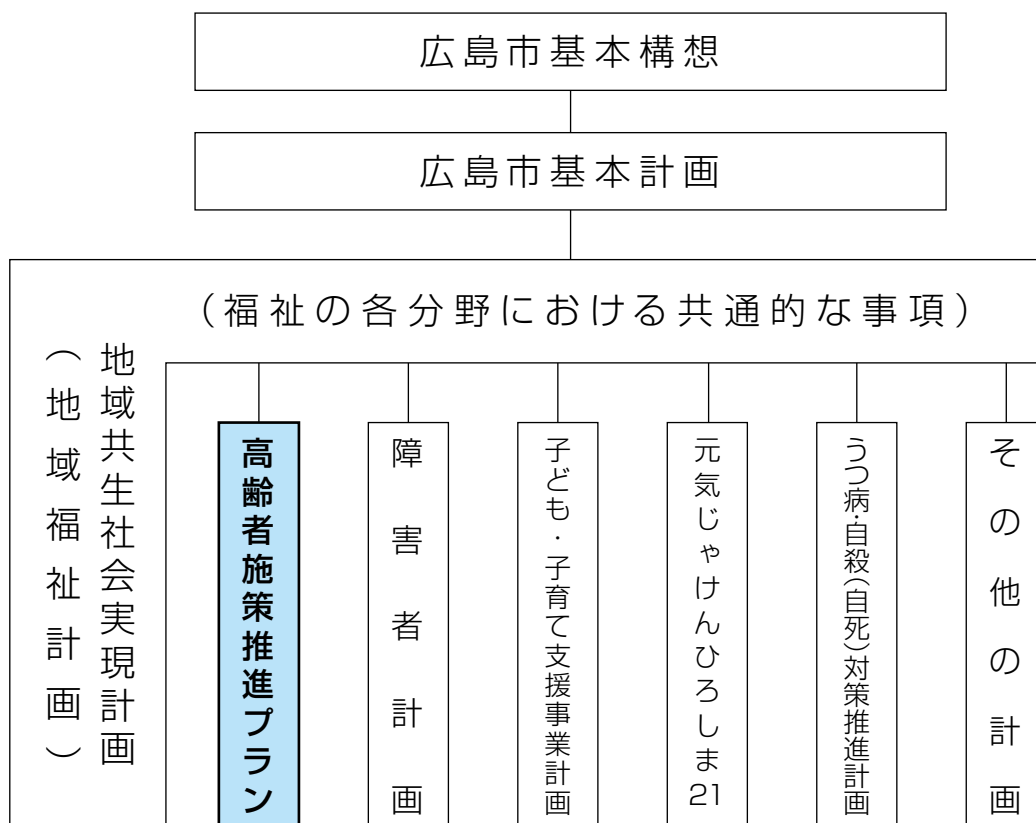 広島市基本構想
広島市基本計画
（福祉の各分野における共通的な事項）
地域共生社会実現計画
（地域福祉計画）
高齢者施策推進プラン
障害者計画
子ども・子育て支援事業計画
元気じゃけんひろしま21
うつ病・自殺（自死）対策推進計画
その他の計画